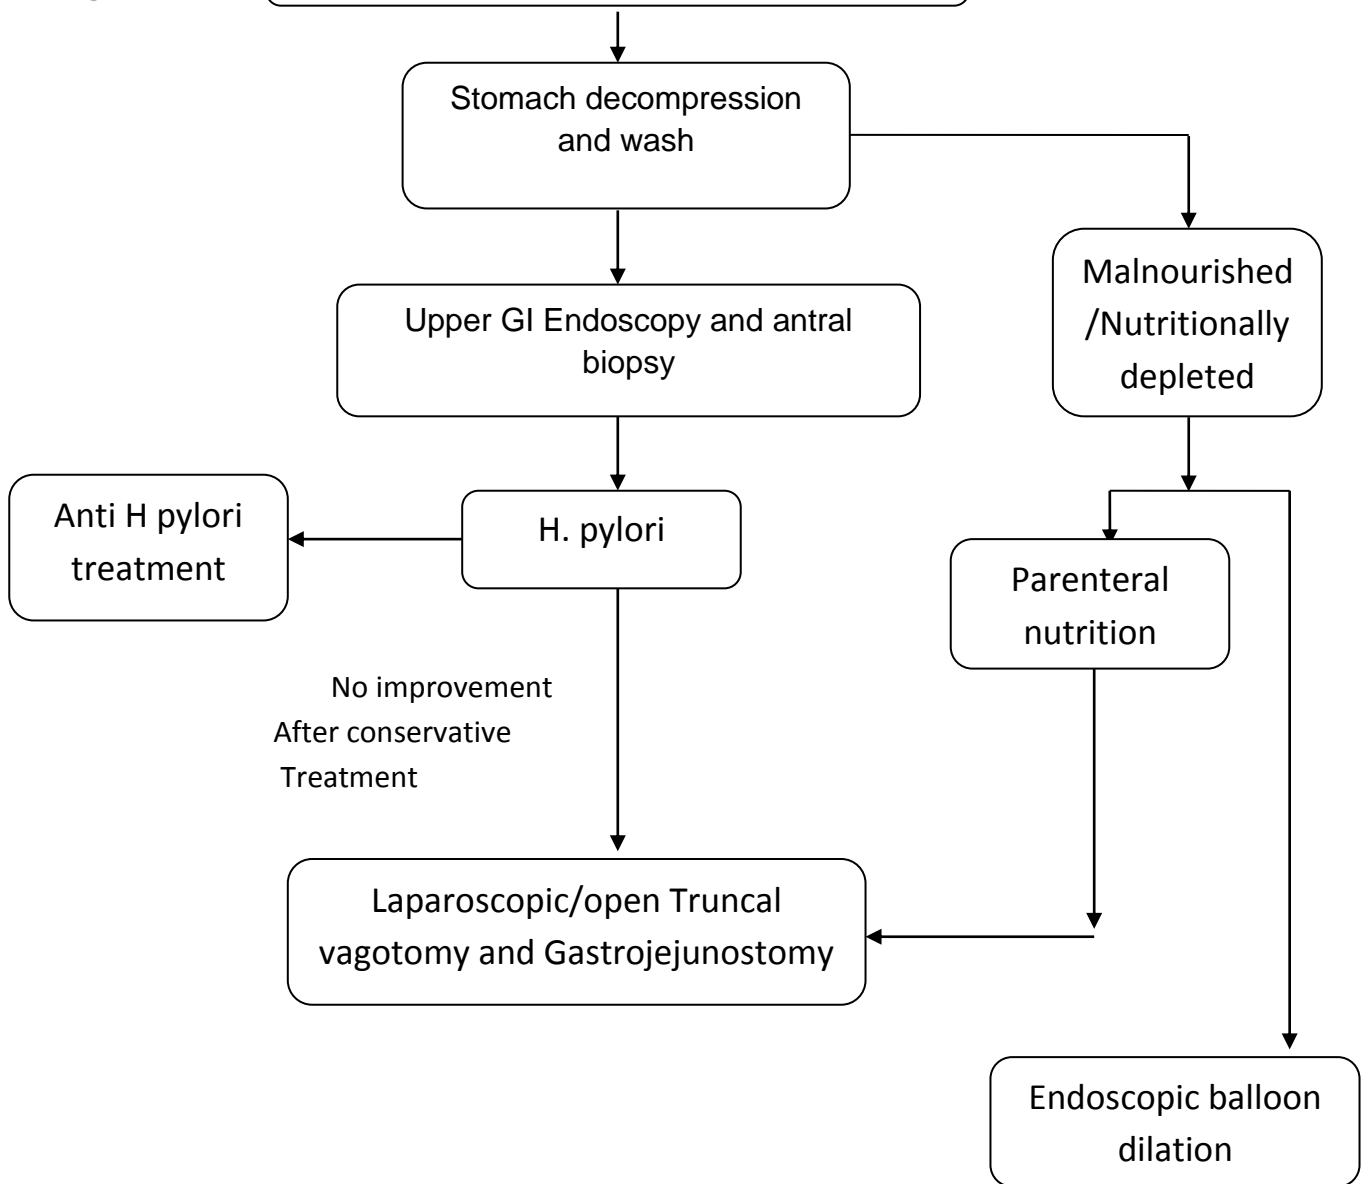 Stomach decompression
and wash
Upper GI Endoscopy and antral
biopsy
Malnourished
/Nutritionally
depleted
Anti H pylori
treatment
H. pylori
Parenteral
nutrition
No improvement
After conservative
Treatment
Laparoscopic/open Truncal
vagotomy and Gastrojejunostomy
Endoscopic balloon
dilation